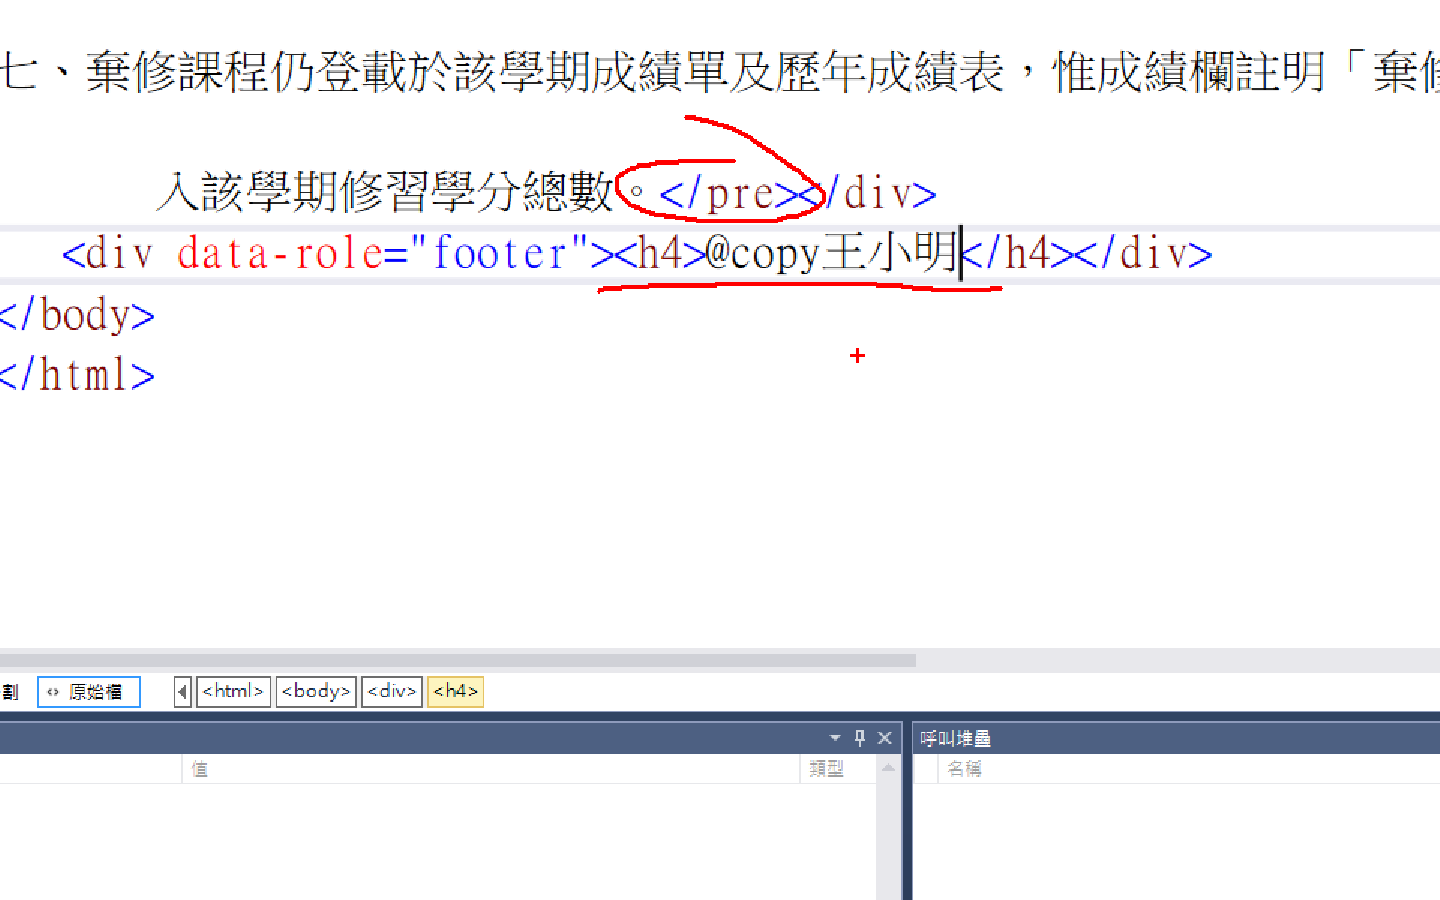 七、棄修課程仍登載於該學期成績單及歷年成績表，惟成績欄註明「棄修
入該學期修習學分總數。</pre></div>
<div data-role="footer"><h4>@copy王小明</h4></div>
</body>
</html>
割 原始檔 <html> <body> <div> <h4>
呼叫堆疊
值 類型 名稱